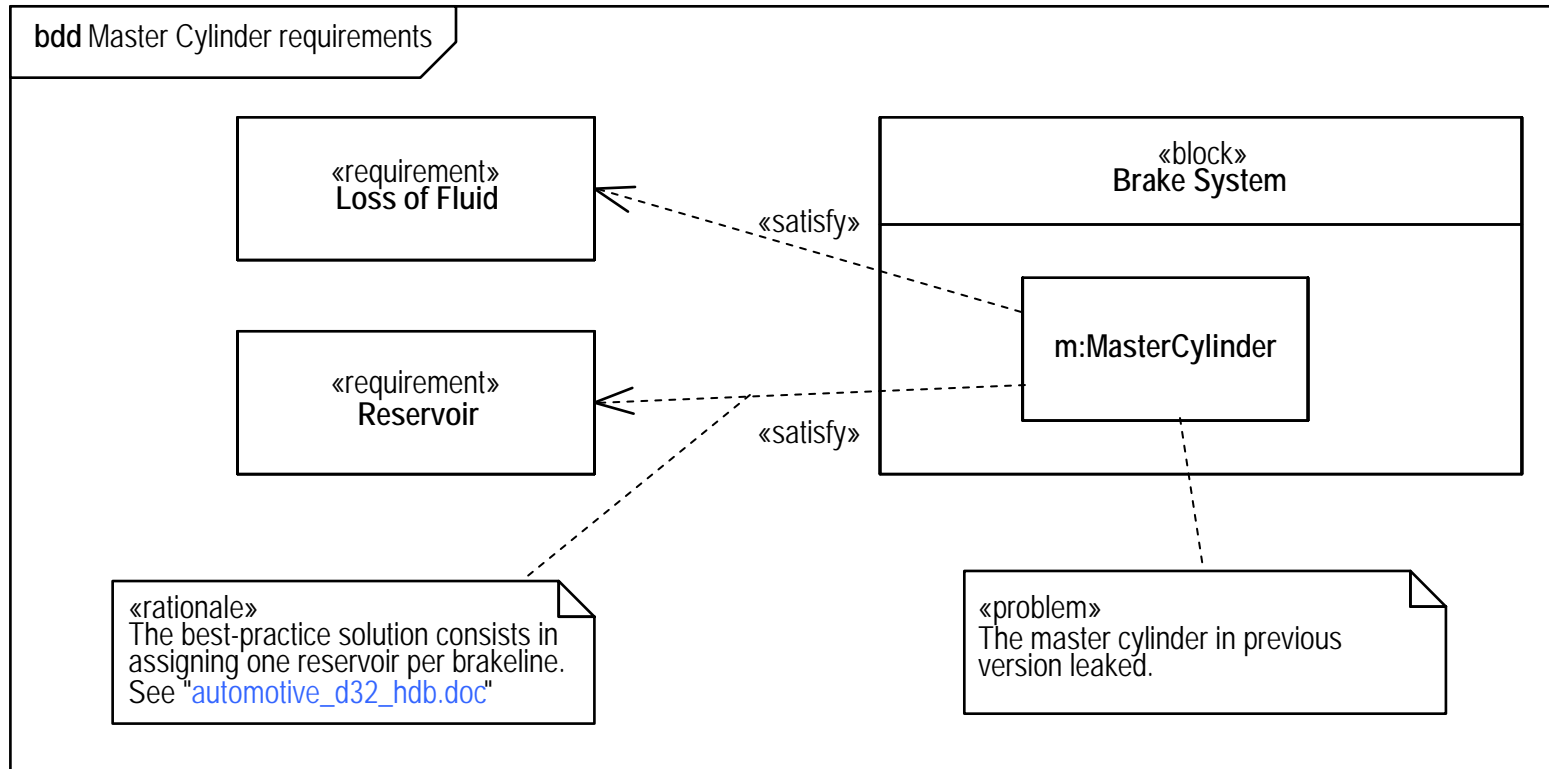 bdd Master Cylinder requirements
«requirement»
Loss of Fluid
«block»
Brake System
«satisfy»
m:MasterCylinder
«requirement»
Reservoir
«satisfy»
«rationale»
The best-practice solution consists in
assigning one reservoir per brakeline.
See "automotive_d32_hdb.doc"
«problem»
The master cylinder in previous
version leaked.